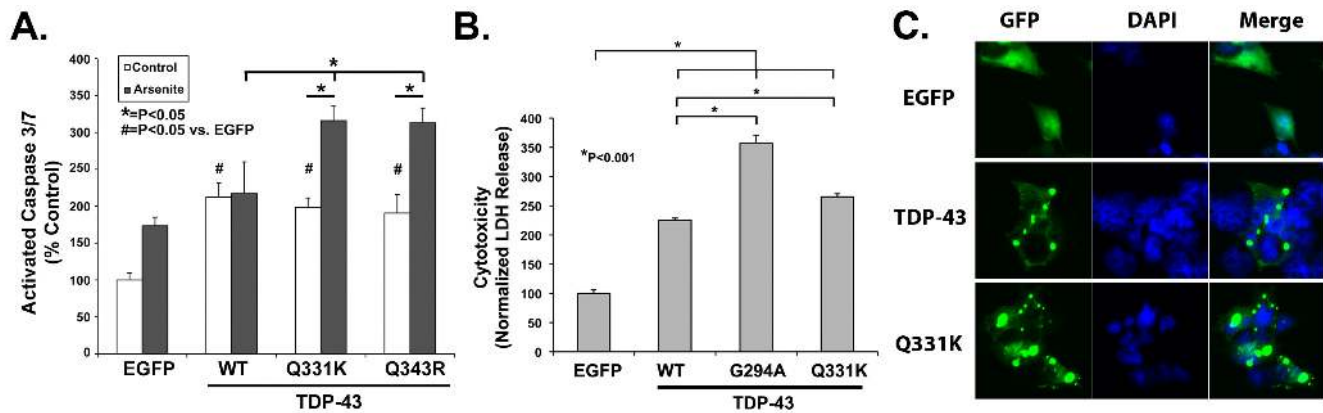 A.
400
350
300
250
200
150
100
50
0
Activated Caspase 3/7
(% Control)
Control
Arsenite
*=P<0.05
#=P<0.05 vs. EGFP
*
*
*
#
#
#
EGFP
WT
Q331K
Q343R
TDP-43
B.
400
350
300
250
200
150
100
50
0
Cytotoxicity
(Normalized LDH Release)
*P<0.001
*
*
*
EGFP
WT
G294A
Q331K
TDP-43
C.
GFP
DAPI
Merge
EGFP
TDP-43
Q331K